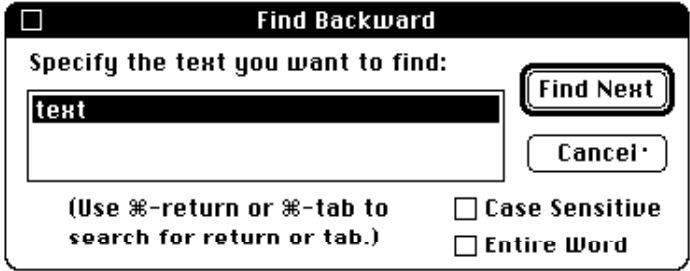 Find Backward
Specify the text you want to find:
text
Find Next
Cancel
(Use ⌘-return or ⌘-tab to
search for return or tab.)
Case Sensitive
Entire Word